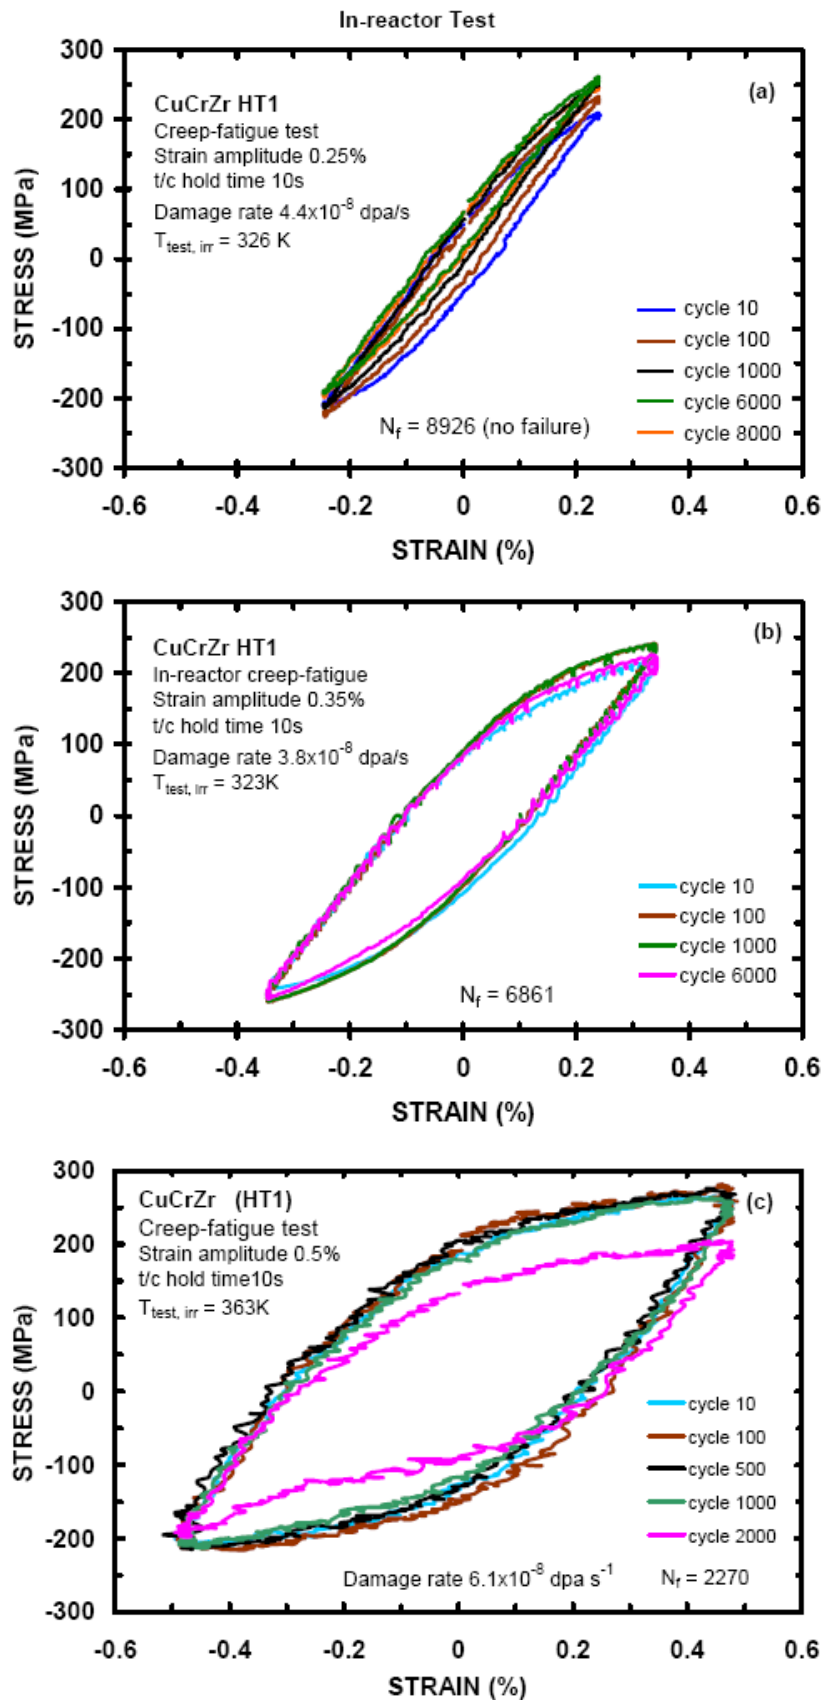 In-reactor Test
300
200
100
0
-100
-200
-300
STRESS (MPa)
(a)
CuCrZr HT1
Creep-fatigue test
Strain amplitude 0.25%
t/c hold time 10s
Damage rate 4.4x10⁻⁸ dpa/s
T test, irr = 326 K
cycle 10
cycle 100
cycle 1000
cycle 6000
cycle 8000
N_f = 8926 (no failure)
-0.6 -0.4 -0.2 0 0.2 0.4 0.6
STRAIN (%)
300
200
100
0
-100
-200
-300
STRESS (MPa)
(b)
CuCrZr HT1
In-reactor creep-fatigue
Strain amplitude 0.35%
t/c hold time 10s
Damage rate 3.8x10⁻⁸ dpa/s
T test, irr = 323K
cycle 10
cycle 100
cycle 1000
cycle 6000
N_f = 6861
-0.6 -0.4 -0.2 0 0.2 0.4 0.6
STRAIN (%)
300
200
100
0
-100
-200
-300
STRESS (MPa)
(c)
CuCrZr (HT1)
Creep-fatigue test
Strain amplitude 0.5%
t/c hold time10s
T test, irr = 363K
cycle 10
cycle 100
cycle 500
cycle 1000
cycle 2000
Damage rate 6.1x10⁻⁸ dpa s⁻¹ N_f = 2270
-0.6 -0.4 -0.2 0 0.2 0.4 0.6
STRAIN (%)